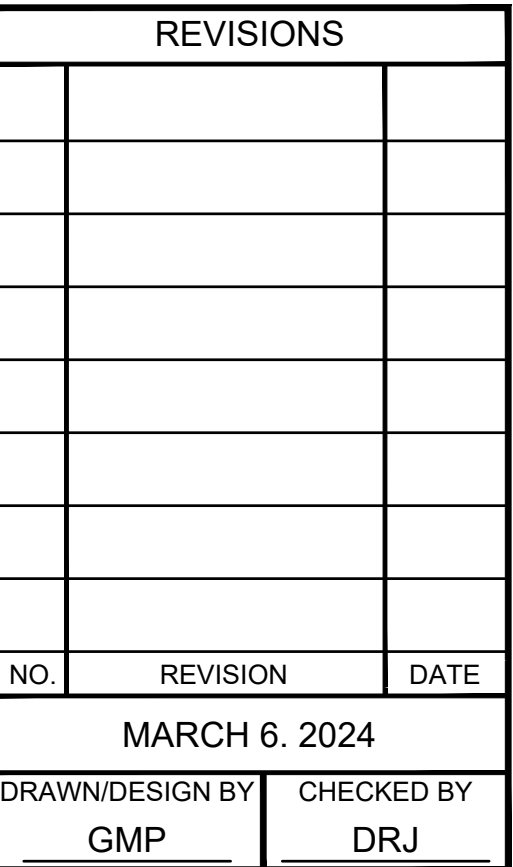 REVISIONS
NO. REVISION DATE
MARCH 6. 2024
DRAWN/DESIGN BY CHECKED BY
GMP DRJ